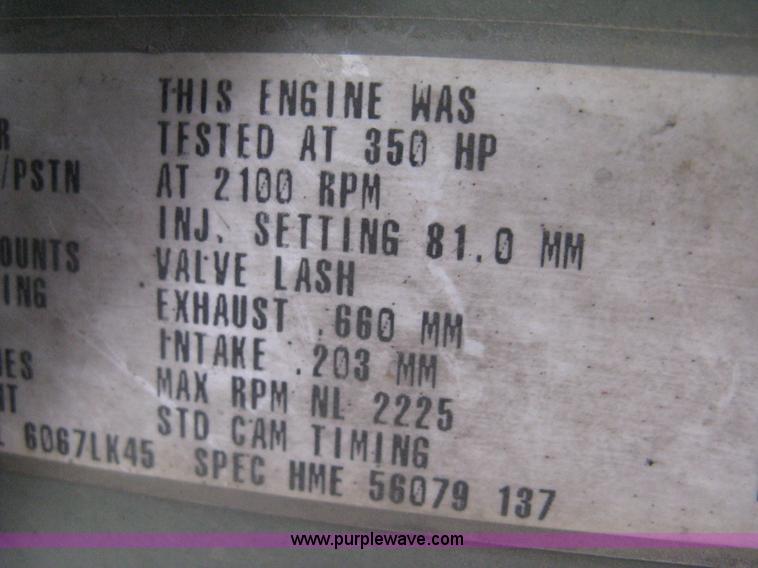 THIS ENGINE WAS
TESTED AT 350 HP
/PSTN AT 2100 RPM
INJ. SETTING 81.0 MM
OUNTS VALVE LASH
ING EXHAUST .660 MM
INTAKE .203 MM
MAX RPM NL 2225
STD CAM TIMING
6067LK45 SPEC HME 56079 137
www.purplewave.com